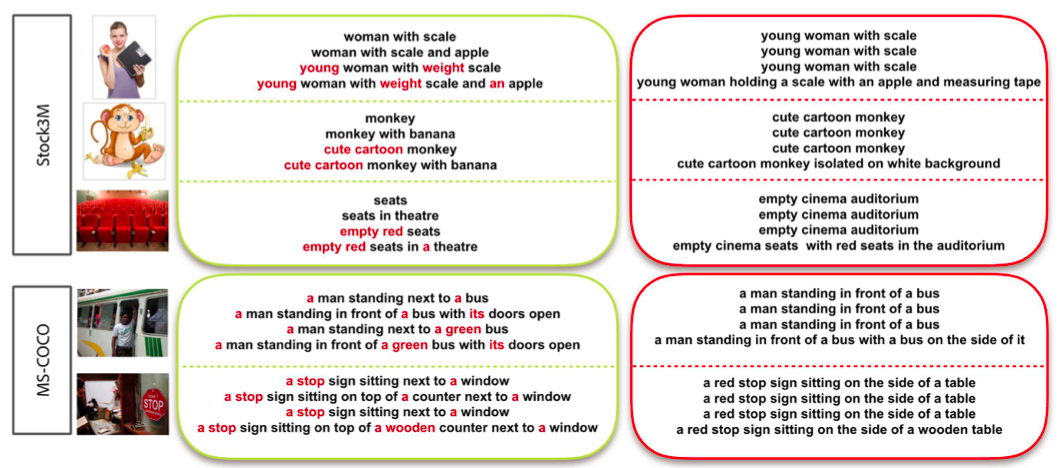 Stock3M
woman with scale
woman with scale and apple
young woman with weight scale
young woman with weight scale and an apple
monkey
monkey with banana
cute cartoon monkey
cute cartoon monkey with banana
seats
seats in theatre
empty red seats
empty red seats in a theatre
young woman with scale
young woman with scale
young woman with scale
young woman holding a scale with an apple and measuring tape
cute cartoon monkey
cute cartoon monkey
cute cartoon monkey
cute cartoon monkey isolated on white background
empty cinema auditorium
empty cinema auditorium
empty cinema auditorium
empty cinema seats with red seats in the auditorium
MS-COCO
STOP
a man standing next to a bus
a man standing in front of a bus with its doors open
a man standing next to a green bus
a man standing in front of a green bus with its doors open
a stop sign sitting next to a window
a stop sign sitting on top of a counter next to a window
a stop sign sitting next to a window
a stop sign sitting on top of a wooden counter next to a window
a man standing in front of a bus
a man standing in front of a bus
a man standing in front of a bus
a man standing in front of a bus with a bus on the side of it
a red stop sign sitting on the side of a table
a red stop sign sitting on the side of a table
a red stop sign sitting on the side of a table
a red stop sign sitting on the side of a wooden table